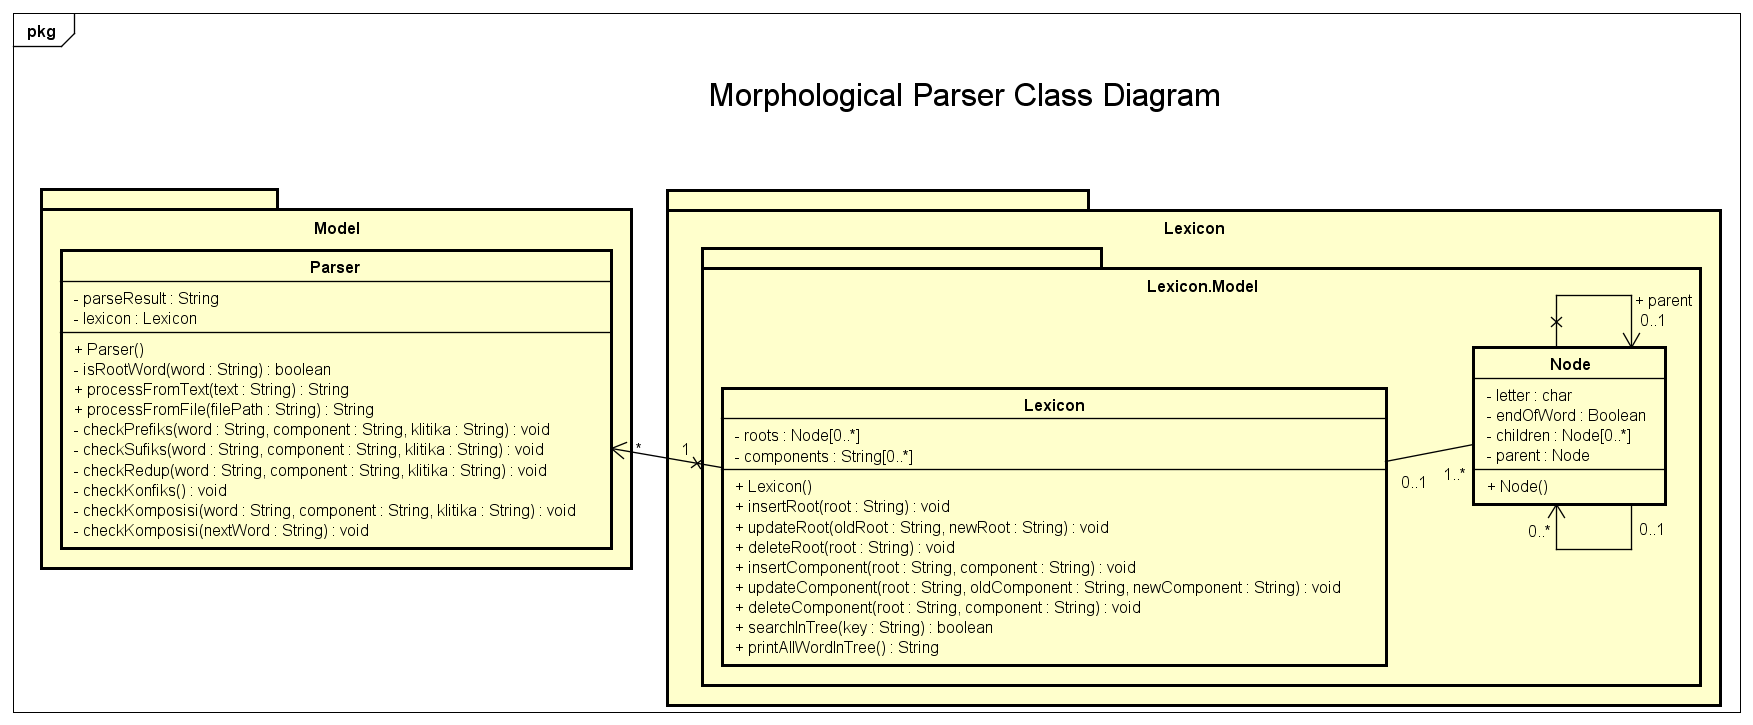 pkg
Morphological Parser Class Diagram
Model
Parser
- parseResult : String
- lexicon : Lexicon
+ Parser()
- isRootWord(word : String) : boolean
+ processFromText(text : String) : String
+ processFromFile(filePath : String) : String
- checkPrefiks(word : String, component : String, klitika : String) : void
- checkSufiks(word : String, component : String, klitika : String) : void
- checkRedup(word : String, component : String, klitika : String) : void
- checkKonfiks() : void
- checkKomposisi(word : String, component : String, klitika : String) : void
- checkKomposisi(nextWord : String) : void
*
1
Lexicon
Lexicon.Model
Lexicon
- roots : Node[0..*]
- components : String[0..*]
+ Lexicon()
+ insertRoot(root : String) : void
+ updateRoot(oldRoot : String, newRoot : String) : void
+ deleteRoot(root : String) : void
+ insertComponent(root : String, component : String) : void
+ updateComponent(root : String, oldComponent : String, newComponent : String) : void
+ deleteComponent(root : String, component : String) : void
+ searchInTree(key : String) : boolean
+ printAllWordInTree() : String
0..1
1..*
+ parent
0..1
Node
- letter : char
- endOfWord : Boolean
- children : Node[0..*]
- parent : Node
+ Node()
0..*
0..1